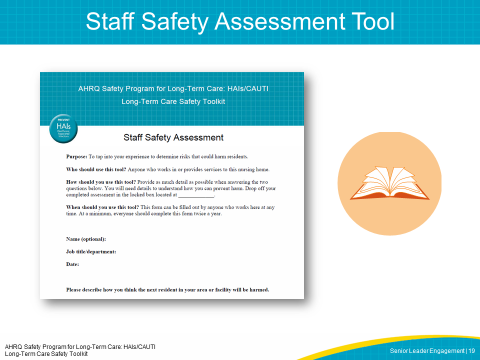 Staff Safety Assessment Tool
AHRQ Safety Program for Long-Term Care: HAIs/CAUTI
Long-Term Care Safety Toolkit
HAIs
Staff Safety Assessment
Purpose: To tap into your experience to determine risks that could harm residents.
Who should use this tool? Anyone who works in or provides services to this nursing home.
How should you use this tool? Provide as much detail as possible when answering the two
questions below. You will need details to understand how you can prevent harm. Drop off your
completed assessment in the locked box located at ____________.
When should you use this tool? This form can be filled out by anyone who works here at any
time. At a minimum, everyone should complete this form twice a year.
Name (optional):
Job title/department:
Date:
Please describe how you think the next resident in your area or facility will be harmed.
AHRQ Safety Program for Long-Term Care: HAIs/CAUTI
Long-Term Care Safety Toolkit
Senior Leader Engagement | 19